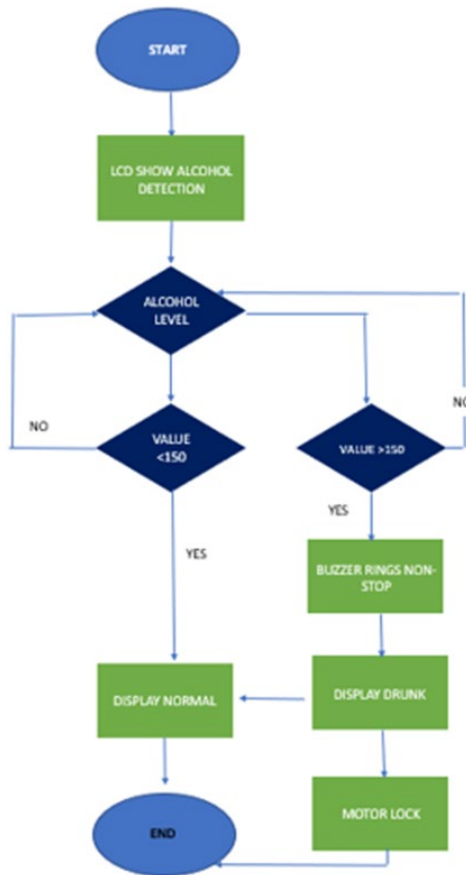 START
LCD SHOW ALCOHOL
DETECTION
ALCOHOL
LEVEL
NO
VALUE
<150
YES
NO
VALUE >150
YES
BUZZER RINGS NON-
STOP
DISPLAY NORMAL
DISPLAY DRUNK
MOTOR LOCK
END